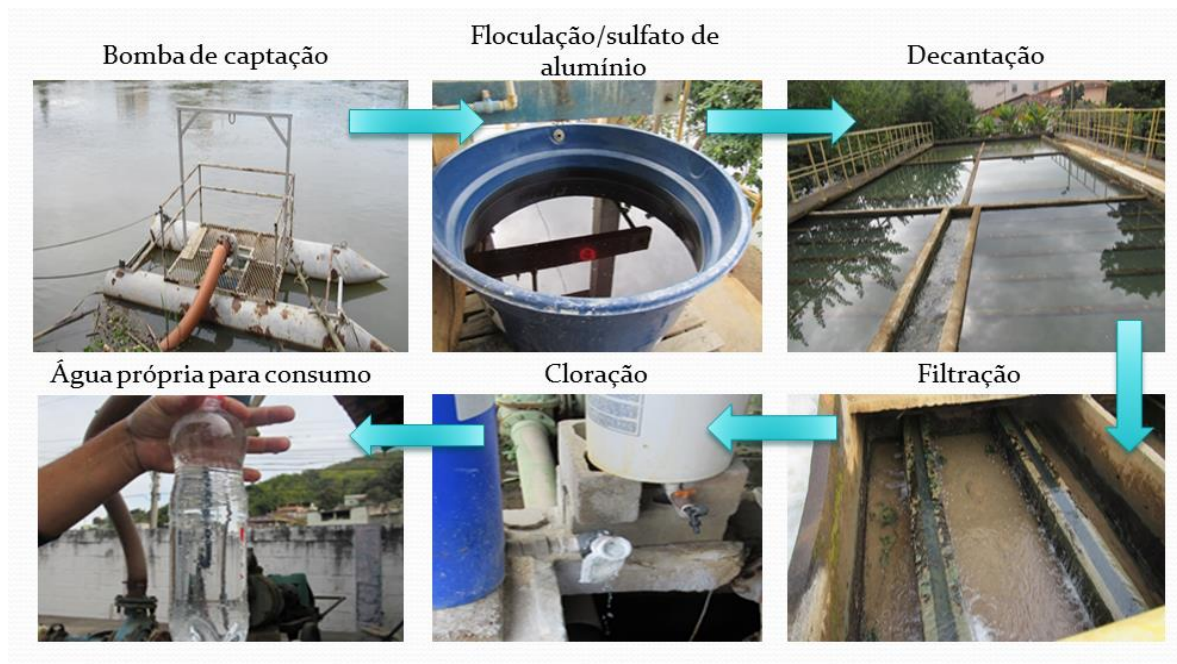 Bomba de captação
Floculação/sulfato de
alumínio
Decantação
Água própria para consumo
Cloração
Filtração